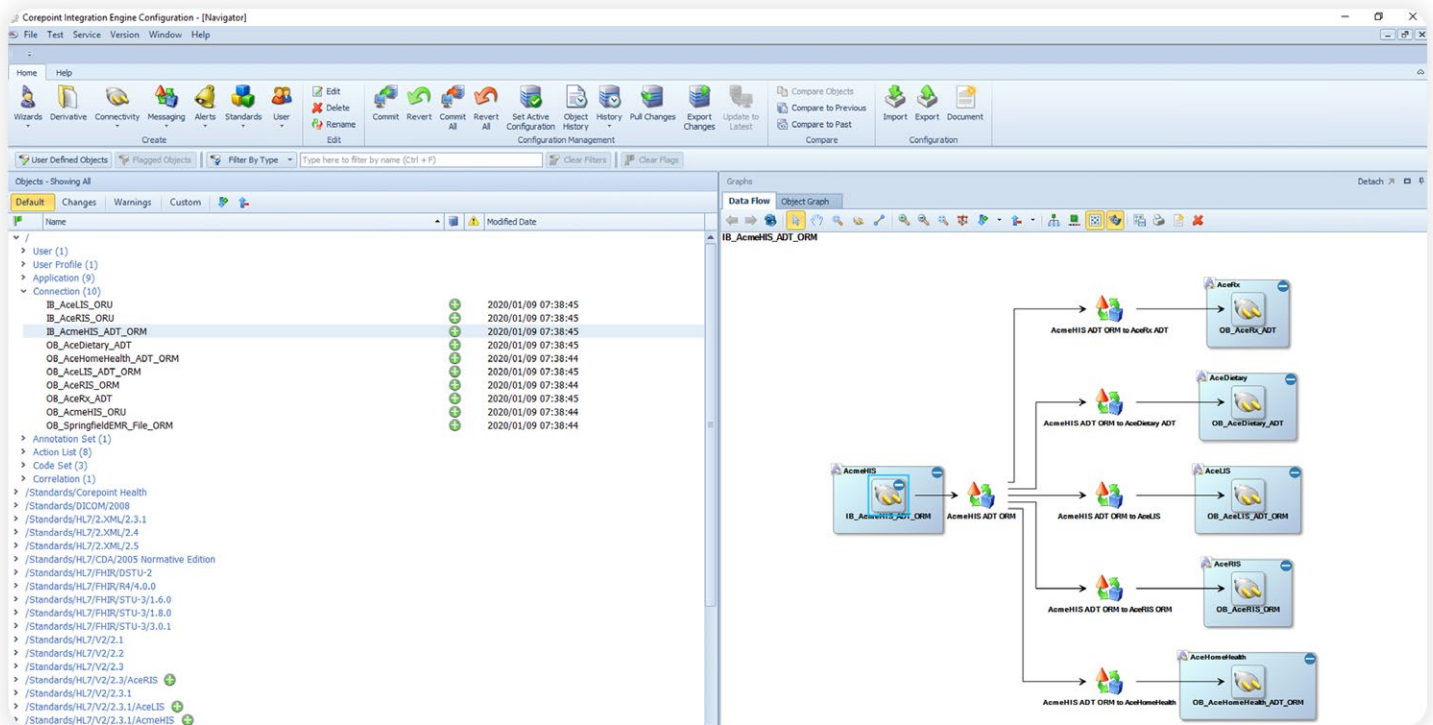 Corepoint Integration Engine Configuration - [Navigator]
File Test Service Version Window Help
Home Help
Wizards Derivative Connectivity Messaging Alerts Standards User
Create
Edit
Delete
Rename
Edit
Commit Revert Commit All Revert All Set Active Configuration Object History History Pull Changes Export Changes Update to Latest
Configuration Management
Compare Objects
Compare to Previous
Compare to Past
Compare
Import Export Document
Configuration
User Defined Objects Flagged Objects Filter By Type Type here to filter by name (Ctrl + F) Clear Filters Clear Flags
Objects - Showing All
Default Changes Warnings Custom
Name Modified Date
/
User (1)
User Profile (1)
Application (9)
Connection (10)
IB_AceLIS_ORU 2020/01/09 07:38:45
IB_AceRIS_ORU 2020/01/09 07:38:45
IB_AcmeHIS_ADT_ORM 2020/01/09 07:38:45
OB_AceDietary_ADT 2020/01/09 07:38:45
OB_AceHomeHealth_ADT_ORM 2020/01/09 07:38:44
OB_AceLIS_ADT_ORM 2020/01/09 07:38:45
OB_AceRIS_ORM 2020/01/09 07:38:44
OB_AceRx_ADT 2020/01/09 07:38:45
OB_AcmeHIS_ORU 2020/01/09 07:38:44
OB_SpringfieldEMR_File_ORM 2020/01/09 07:38:44
Annotation Set (1)
Action List (8)
Code Set (3)
Correlation (1)
/Standards/Corepoint Health
/Standards/DICOM/2008
/Standards/HL7/2.XML/2.3.1
/Standards/HL7/2.XML/2.4
/Standards/HL7/2.XML/2.5
/Standards/HL7/CDA/2005 Normative Edition
/Standards/HL7/FHIR/DSTU-2
/Standards/HL7/FHIR/R4/4.0.0
/Standards/HL7/FHIR/STU-3/1.6.0
/Standards/HL7/FHIR/STU-3/1.8.0
/Standards/HL7/FHIR/STU-3/3.0.1
/Standards/HL7/V2/2.1
/Standards/HL7/V2/2.2
/Standards/HL7/V2/2.3
/Standards/HL7/V2/2.3/AceRIS
/Standards/HL7/V2/2.3.1
/Standards/HL7/V2/2.3.1/AceLIS
/Standards/HL7/V2/2.3.1/AcmeHIS
Graphs Detach
Data Flow Object Graph
IB_AcmeHIS_ADT_ORM
AceRx
AcmeHIS ADT ORM to AceRx ADT OB_AceRx_ADT
AceDietary
AcmeHIS ADT ORM to AceDietary ADT OB_AceDietary_ADT
AcmeHIS AceLIS
IB_AcmeHIS_ADT_ORM AcmeHIS ADT ORM AcmeHIS ADT ORM to AceLIS OB_AceLIS_ADT_ORM
AceRIS
AcmeHIS ADT ORM to AceRIS ORM OB_AceRIS_ORM
AceHomeHealth
AcmeHIS ADT ORM to AceHomeHealth OB_AceHomeHealth_ADT_ORM